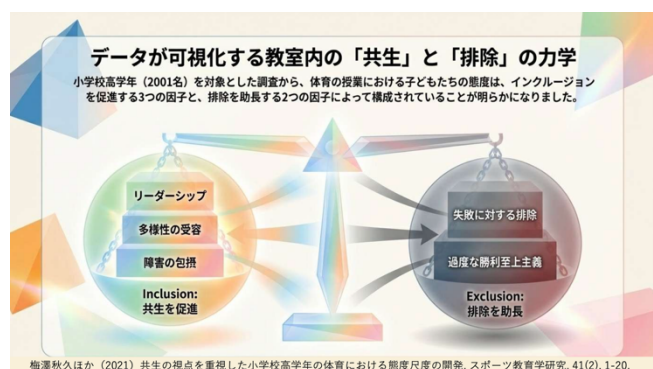 データが可視化する教室内の「共生」と「排除」の力学
小学校高学年（2001名）を対象とした調査から、体育の授業における子どもたちの態度は、インクルージョン
を促進する3つの因子と、排除を助長する2つの因子によって構成されていることが明らかになりました。
リーダーシップ
多様性の受容
障害の包摂
Inclusion:
共生を促進
失敗に対する排除
過度な勝利至上主義
Exclusion:
排除を助長
梅澤秋久ほか（2021）共生の視点を重視した小学校高学年の体育における態度尺度の開発. スポーツ教育学研究, 41(2), 1-20.